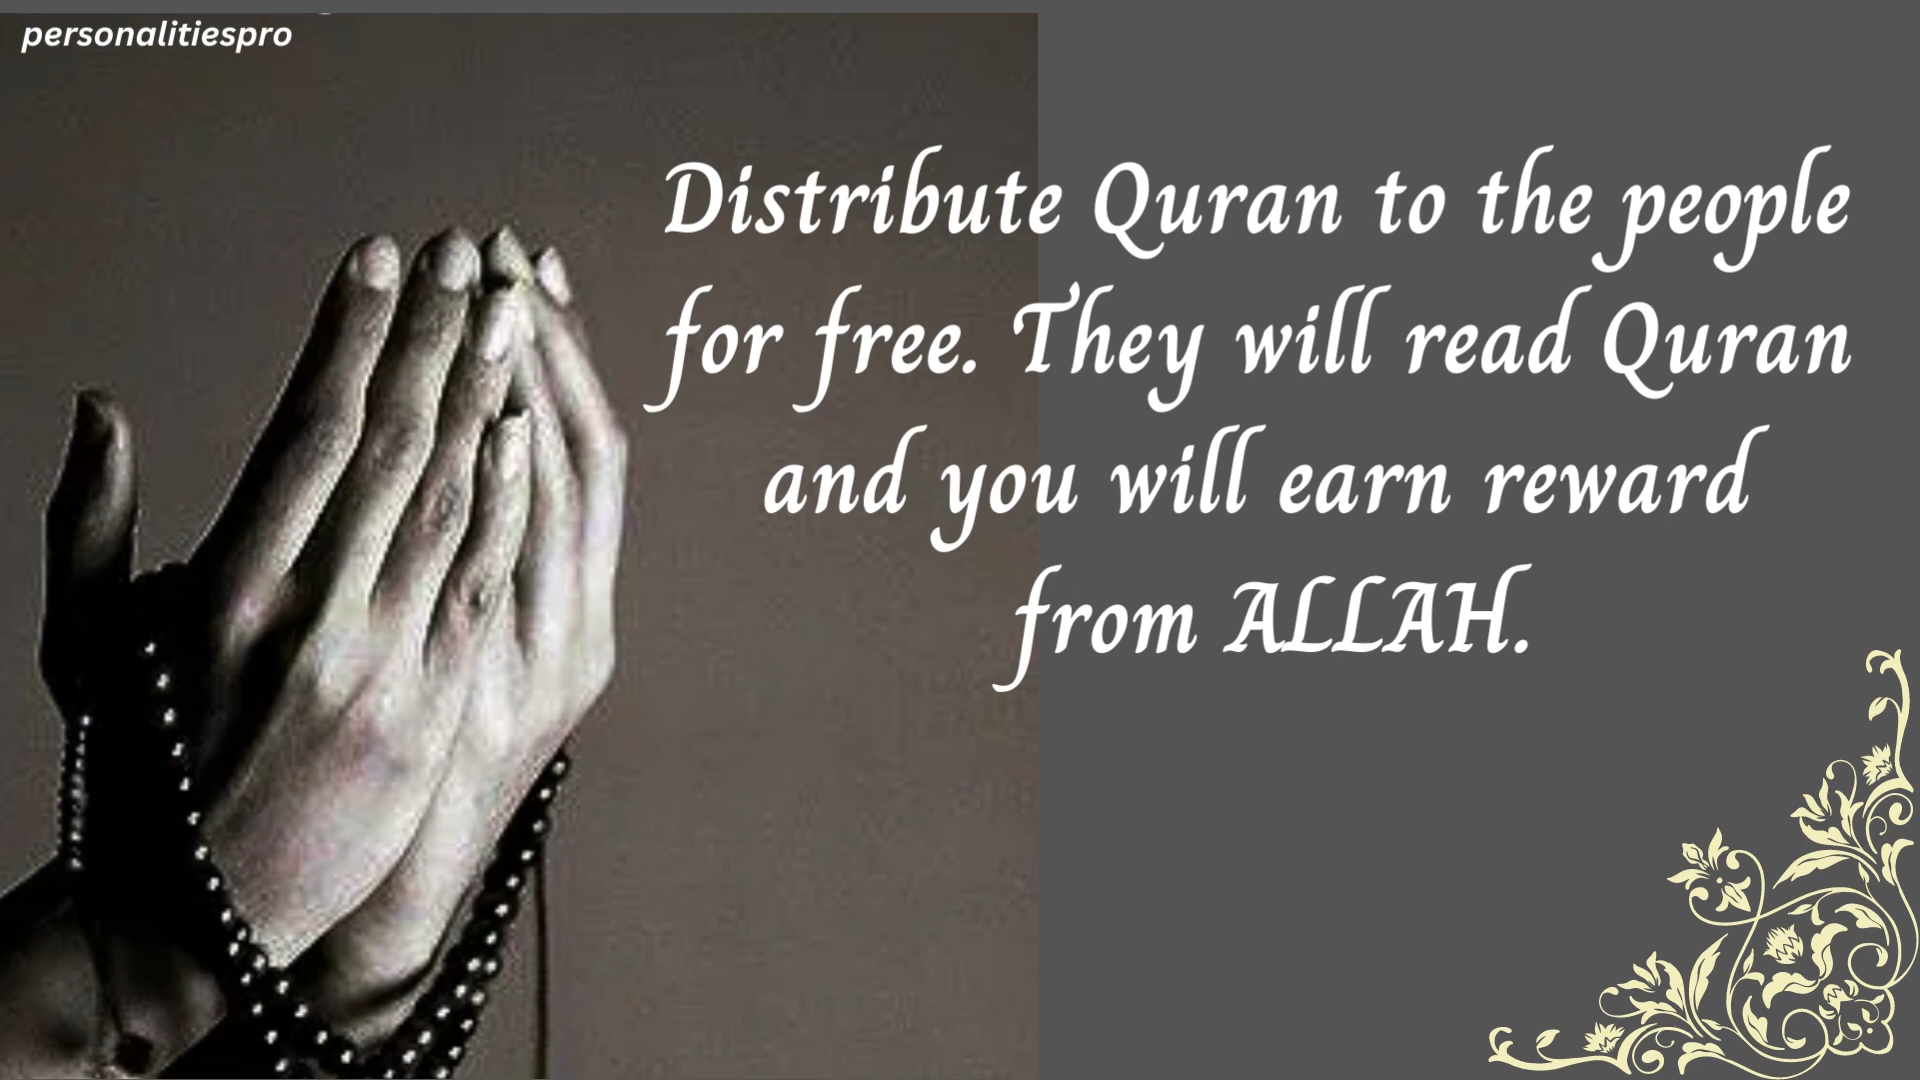 personalitiespro
Distribute Quran to the people
for free. They will read Quran
and you will earn reward
from ALLAH.